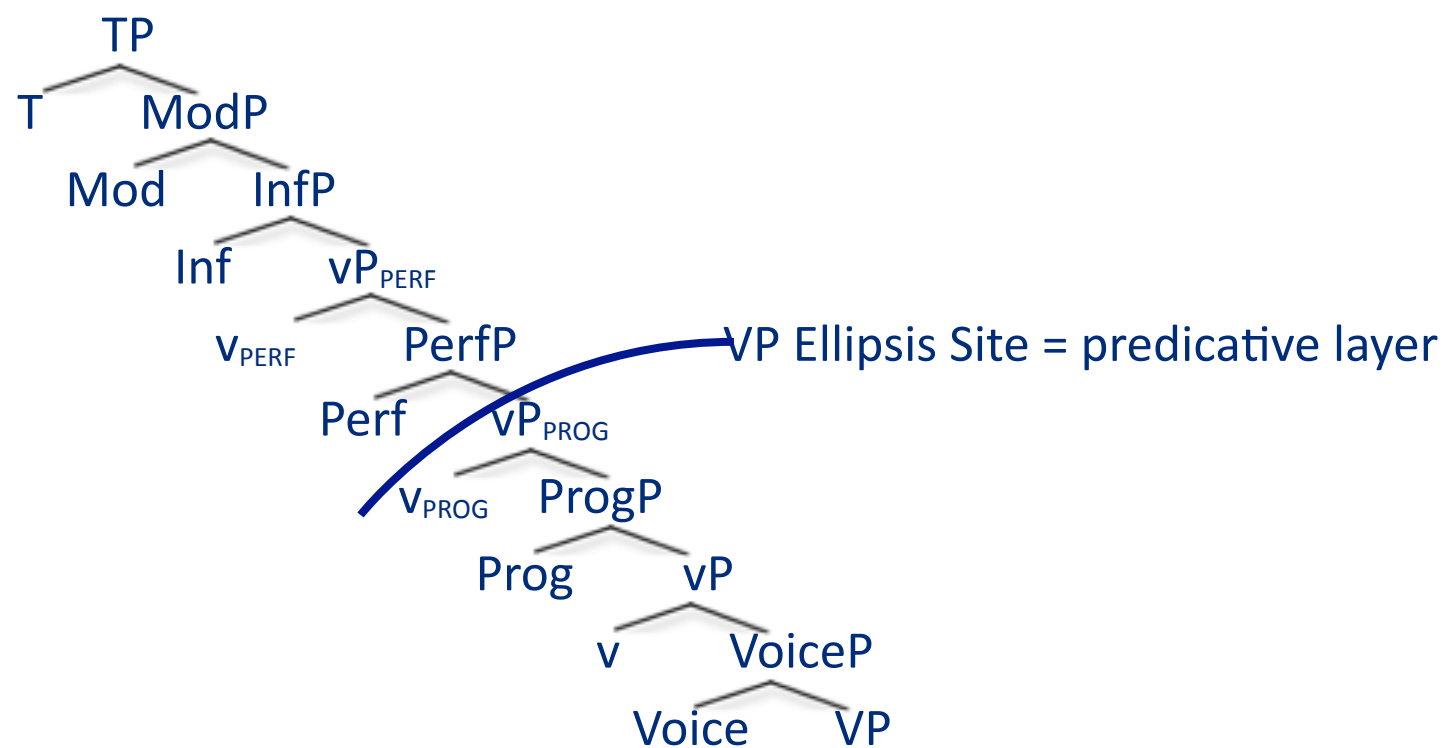 TP
T ModP
Mod InfP
Inf vPPERF
vPERF PerfP
VP Ellipsis Site = predicative layer
Perf vPPROG
vPROG ProgP
Prog vP
v VoiceP
Voice VP